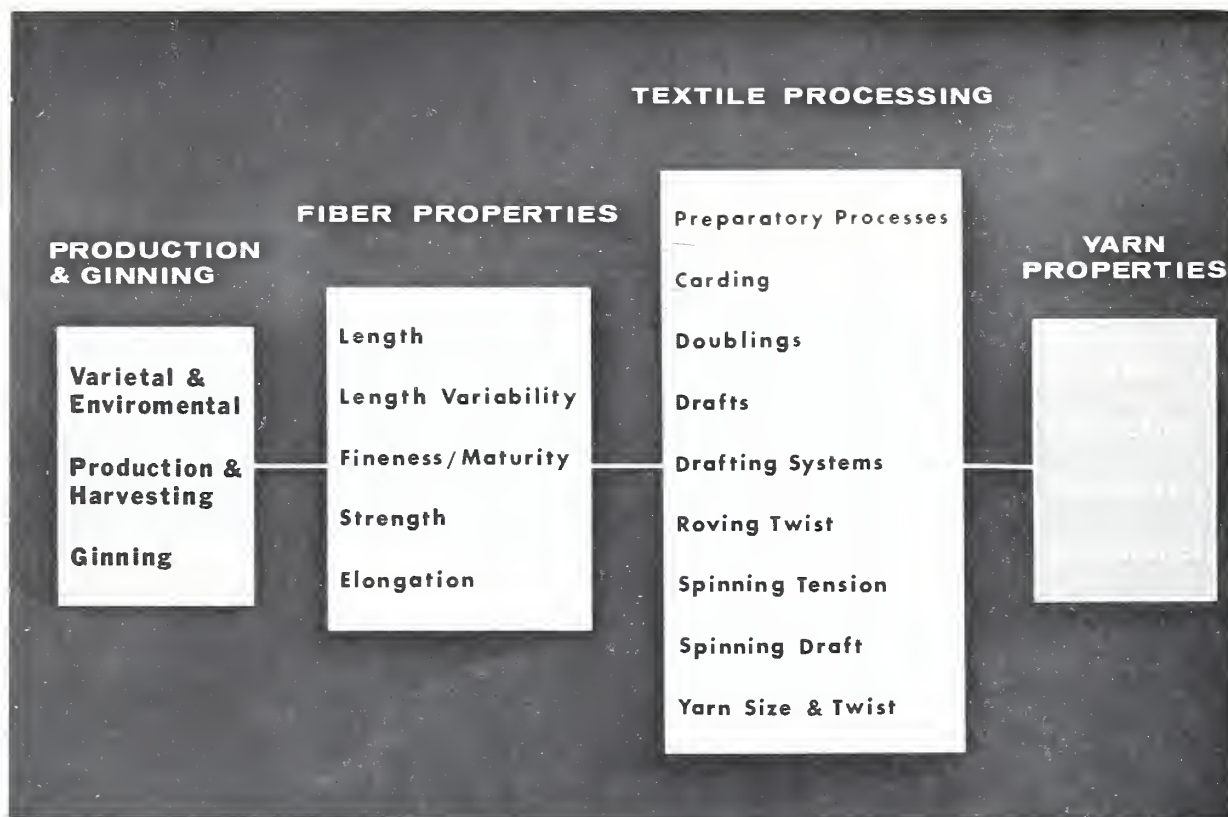 PRODUCTION
& GINNING
Varietal &
Enviromental
Production &
Harvesting
Ginning
FIBER PROPERTIES
Length
Length Variability
Fineness/Maturity
Strength
Elongation
TEXTILE PROCESSING
Preparatory Processes
Carding
Doublings
Drafts
Drafting Systems
Roving Twist
Spinning Tension
Spinning Draft
Yarn Size & Twist
YARN
PROPERTIES